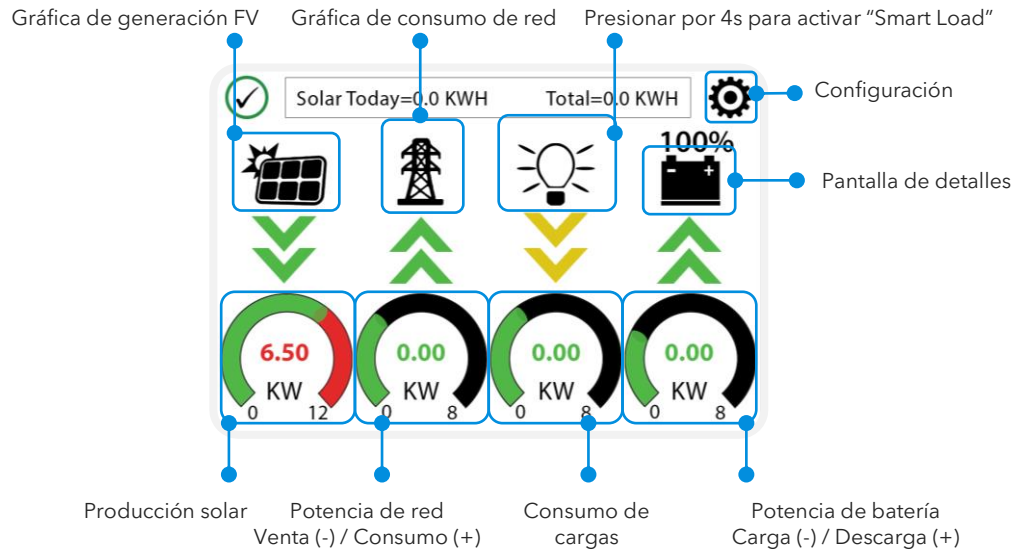 Gráfica de generación FV
Gráfica de consumo de red
Presionar por 4s para activar “Smart Load”
Solar Today=0.0 KWH
Total=0.0 KWH
Configuración
100%
Pantalla de detalles
6.50
KW
0 12
0.00
KW
0 8
0.00
KW
0 8
0.00
KW
0 8
Producción solar
Potencia de red
Venta (-) / Consumo (+)
Consumo de
cargas
Potencia de batería
Carga (-) / Descarga (+)